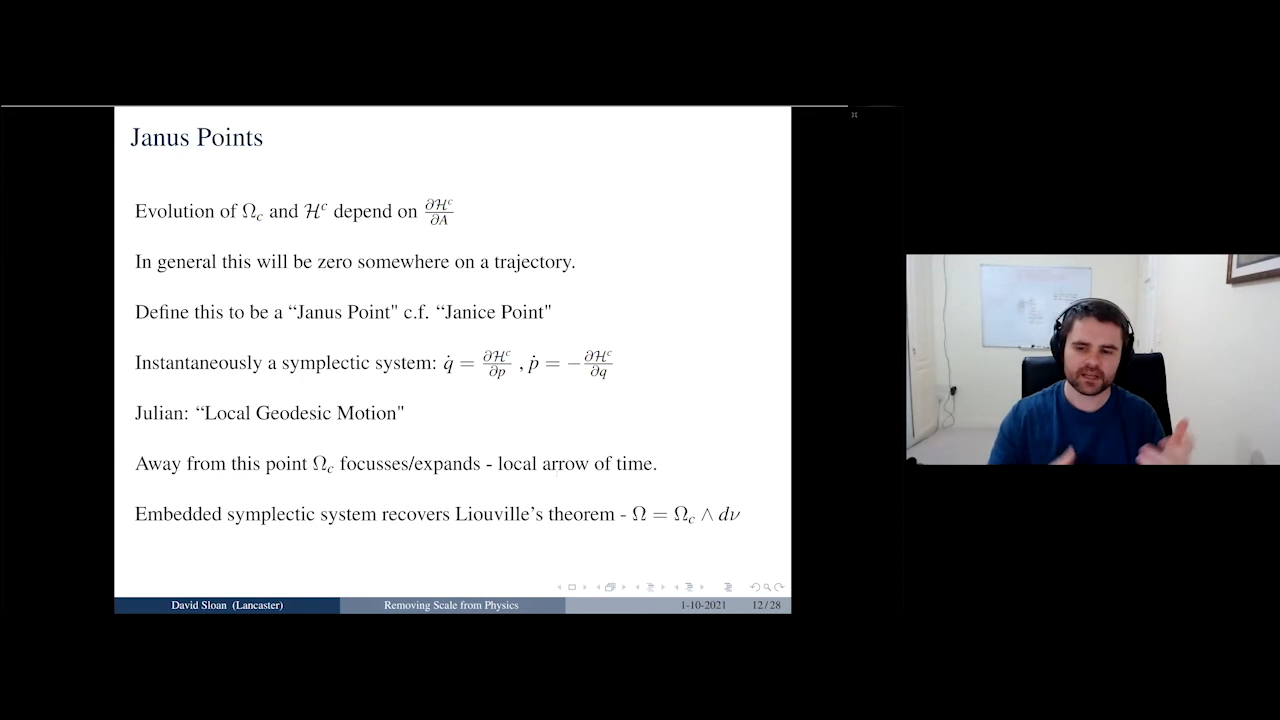 Janus Points
Evolution of Ω_c and ℋ^c depend on ∂ℋ^c/∂A
In general this will be zero somewhere on a trajectory.
Define this to be a “Janus Point" c.f. “Janice Point"
Instantaneously a symplectic system: q̇ = ∂ℋ^c/∂p , ṗ = −∂ℋ^c/∂q
Julian: “Local Geodesic Motion"
Away from this point Ω_c focusses/expands - local arrow of time.
Embedded symplectic system recovers Liouville’s theorem - Ω = Ω_c ∧ dν
David Sloan (Lancaster) Removing Scale from Physics 1-10-2021 12 / 28